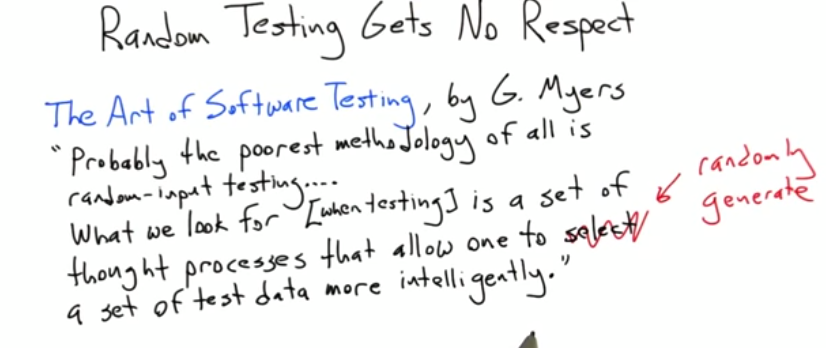 Random Testing Gets No Respect
The Art of Software Testing, by G. Myers
"Probably the poorest methodology of all is
random-input testing....
What we look for [when testing] is a set of
thought processes that allow one to select
a set of test data more intelligently."
randomly
generate